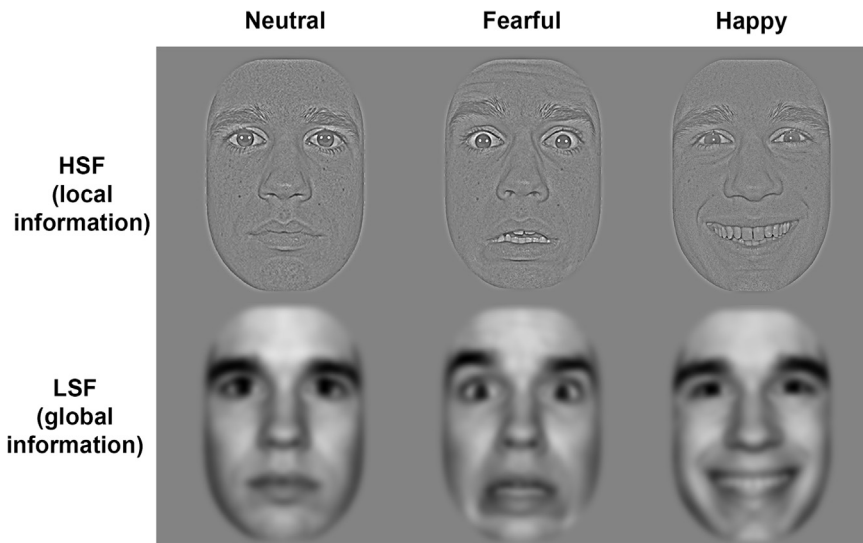 Neutral
Fearful
Happy
HSF
(local
information)
LSF
(global
information)